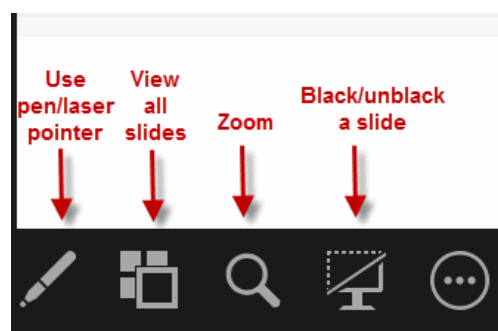 Use
pen/laser
pointer
View
all
slides
Zoom
Black/unblack
a slide